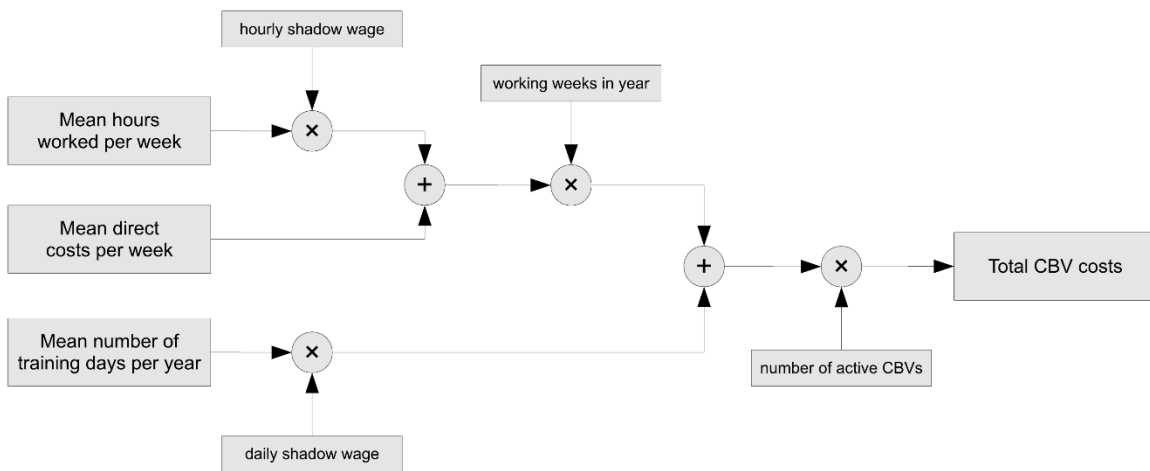 hourly shadow wage
working weeks in year
Mean hours
worked per week
×
+
×
Mean direct
costs per week
+
×
Total CBV costs
Mean number of
training days per year
×
number of active CBVs
daily shadow wage